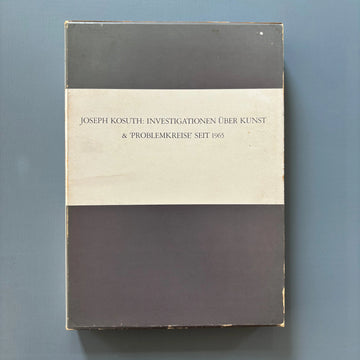 JOSEPH KOSUTH: INVESTIGATIONEN ÜBER KUNST
& 'PROBLEMKREISE' SEIT 1965